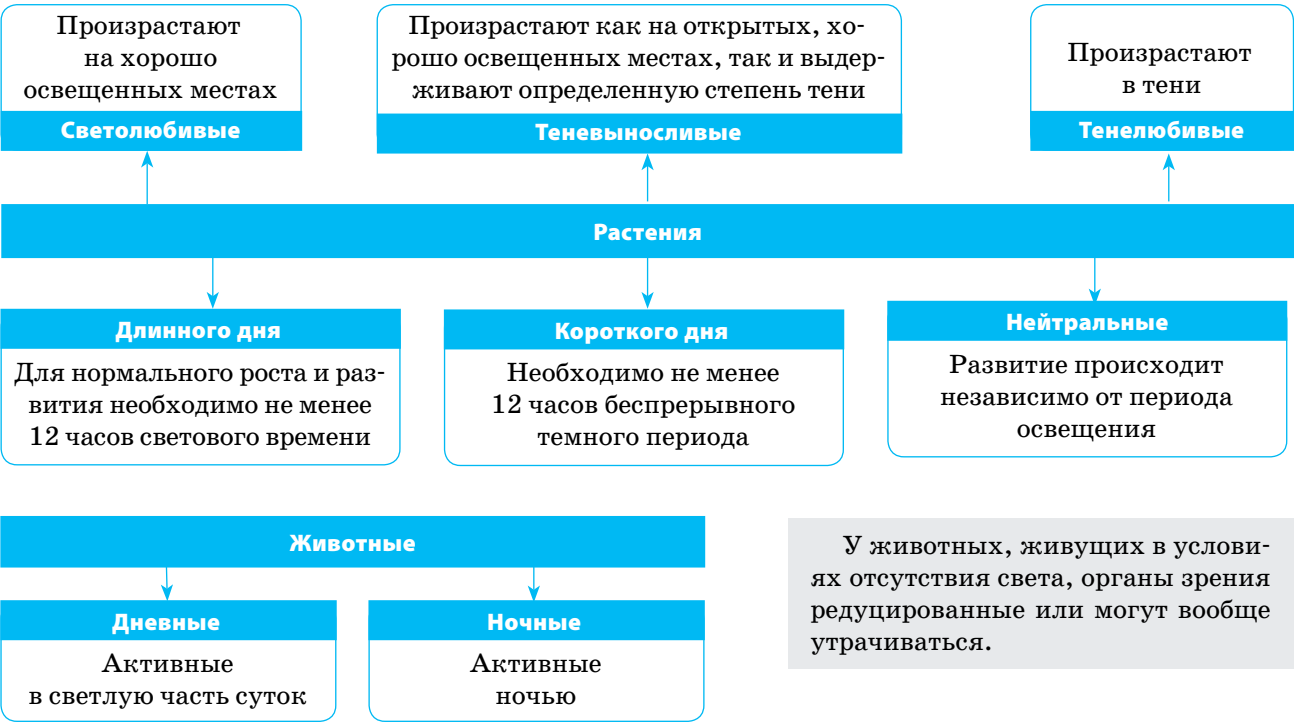 Произрастают
на хорошо
освещенных местах
Светолюбивые
Произрастают как на открытых, хо-
рошо освещенных местах, так и выдер-
живают определенную степень тени
Теневыносливые
Произрастают
в тени
Тенелюбивые
Растения
Длинного дня
Для нормального роста и раз-
вития необходимо не менее
12 часов светового времени
Короткого дня
Необходимо не менее
12 часов беспрерывного
темного периода
Нейтральные
Развитие происходит
независимо от периода
освещения
Животные
Дневные
Активные
в светлую часть суток
Ночные
Активные
ночью
У животных, живущих в услови-
ях отсутствия света, органы зрения
редуцированные или могут вообще
утрачиваться.